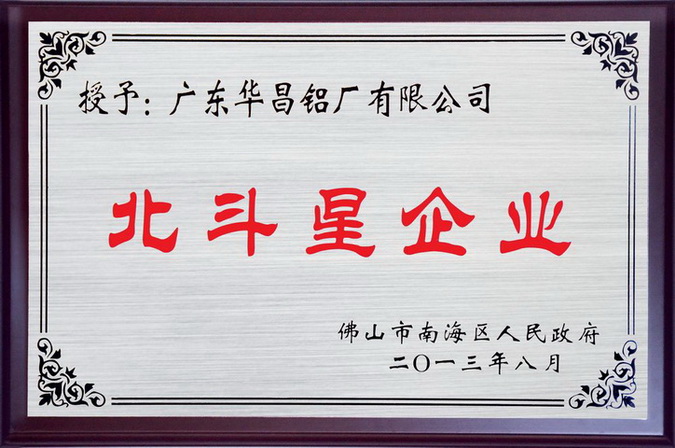 授予：广东华昌铝厂有限公司
北斗星企业
佛山市南海区人民政府
二〇一三年八月